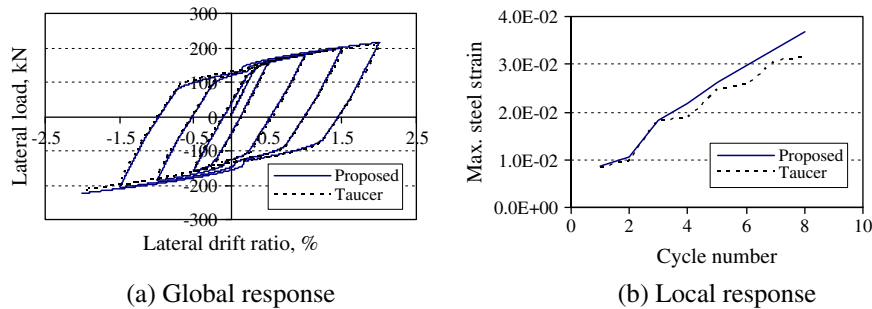 300
200
100
0
-100
-200
-300
-2.5
-1.5
-0.5
0.5
1.5
2.5
Lateral load, kN
Lateral drift ratio, %
Proposed
Taucer
(a) Global response
4.0E-02
3.0E-02
2.0E-02
1.0E-02
0.0E+00
0
2
4
6
8
10
Max. steel strain
Cycle number
Proposed
Taucer
(b) Local response